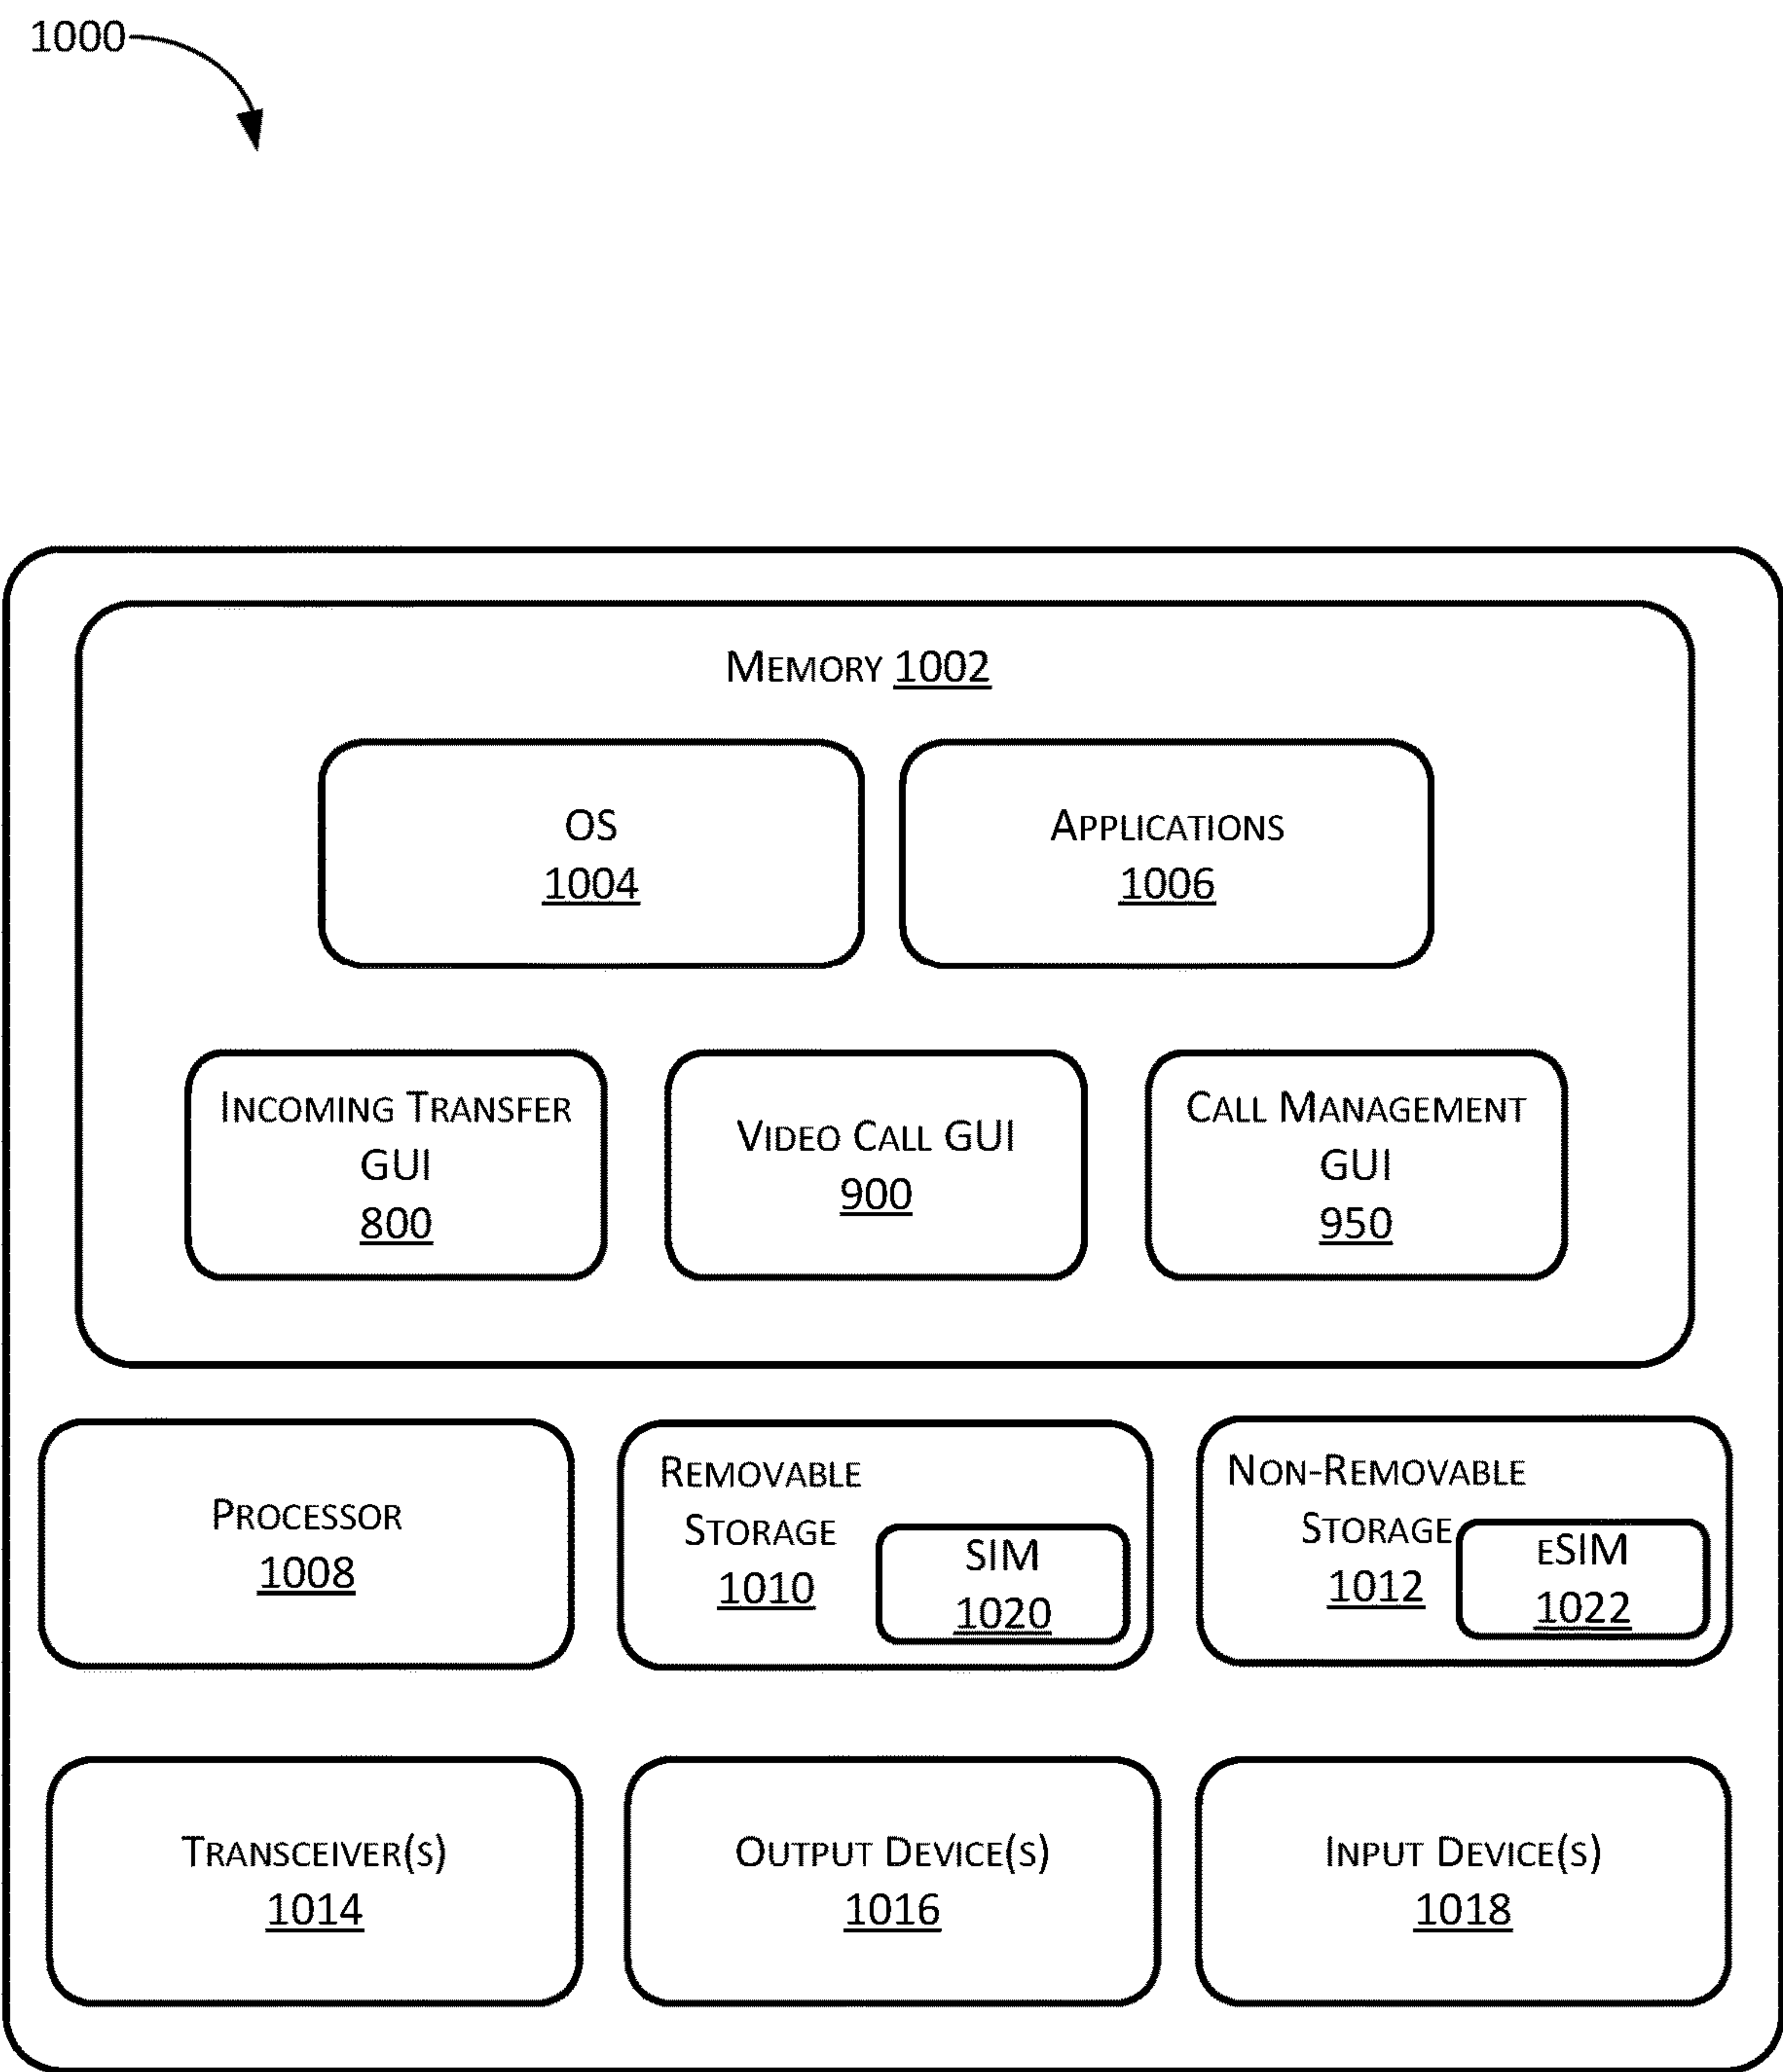 1000
MEMORY 1002
OS
1004
APPLICATIONS
1006
INCOMING TRANSFER
GUI
800
VIDEO CALL GUI
900
CALL MANAGEMENT
GUI
950
PROCESSOR
1008
REMOVABLE
STORAGE
1010
SIM
1020
NON-REMOVABLE
STORAGE
1012
eSIM
1022
TRANSCEIVER(S)
1014
OUTPUT DEVICE(S)
1016
INPUT DEVICE(S)
1018